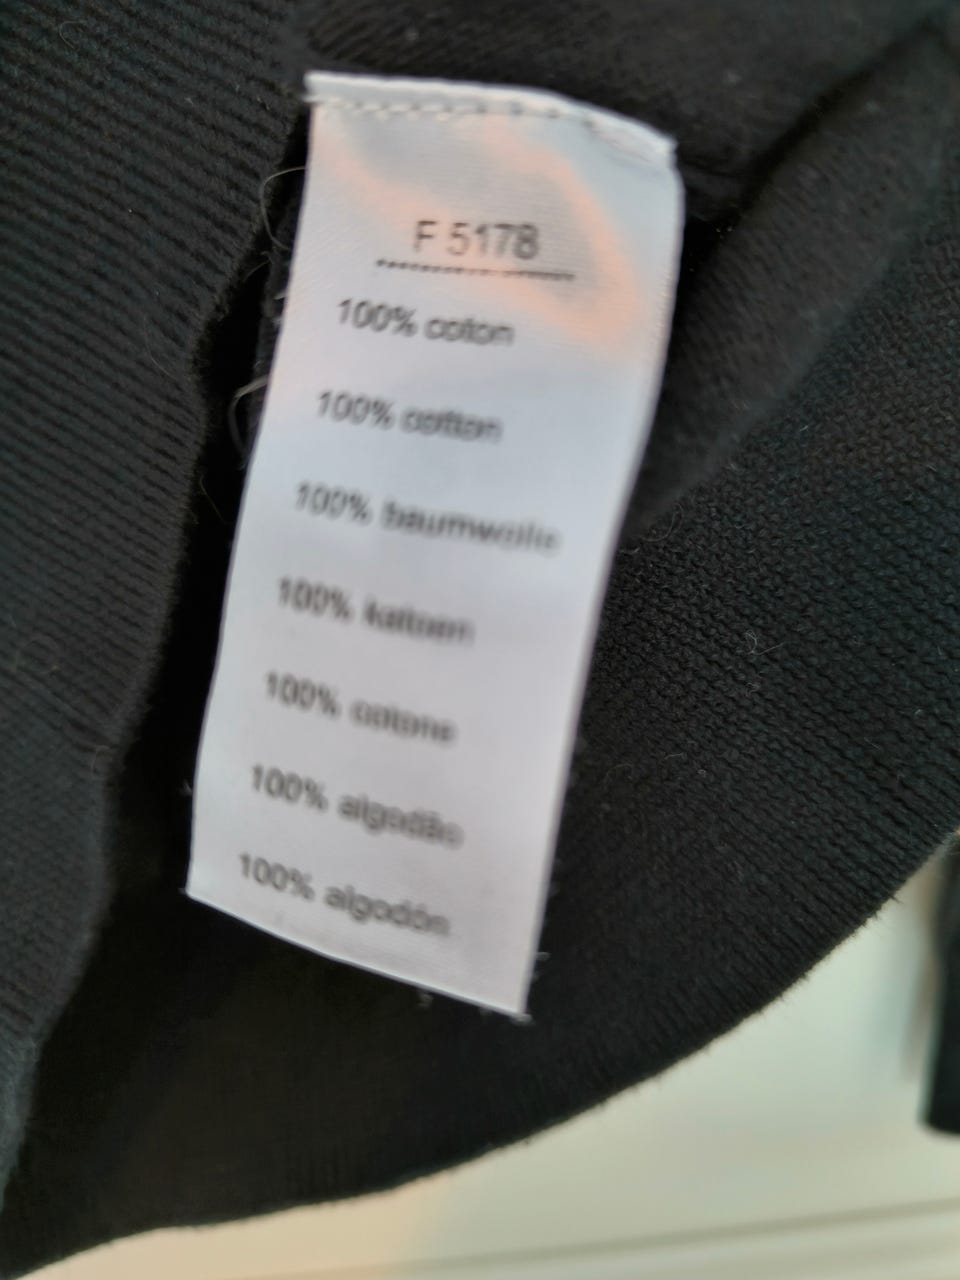 F 5178
100% coton
100% cotton
100% baumwolle
100% katoen
100% cotone
100% algodão
100% algodón